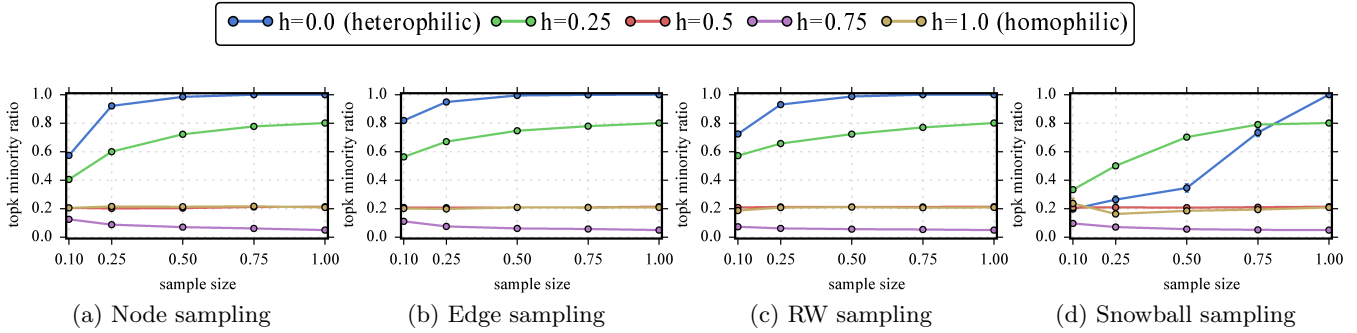 h=0.0 (heterophilic) h=0.25 h=0.5 h=0.75 h=1.0 (homophilic)
topk minority ratio
1.0
0.8
0.6
0.4
0.2
0.0
0.10 0.25 0.50 0.75 1.00
sample size
(a) Node sampling
topk minority ratio
1.0
0.8
0.6
0.4
0.2
0.0
0.10 0.25 0.50 0.75 1.00
sample size
(b) Edge sampling
topk minority ratio
1.0
0.8
0.6
0.4
0.2
0.0
0.10 0.25 0.50 0.75 1.00
sample size
(c) RW sampling
topk minority ratio
1.0
0.8
0.6
0.4
0.2
0.0
0.10 0.25 0.50 0.75 1.00
sample size
(d) Snowball sampling